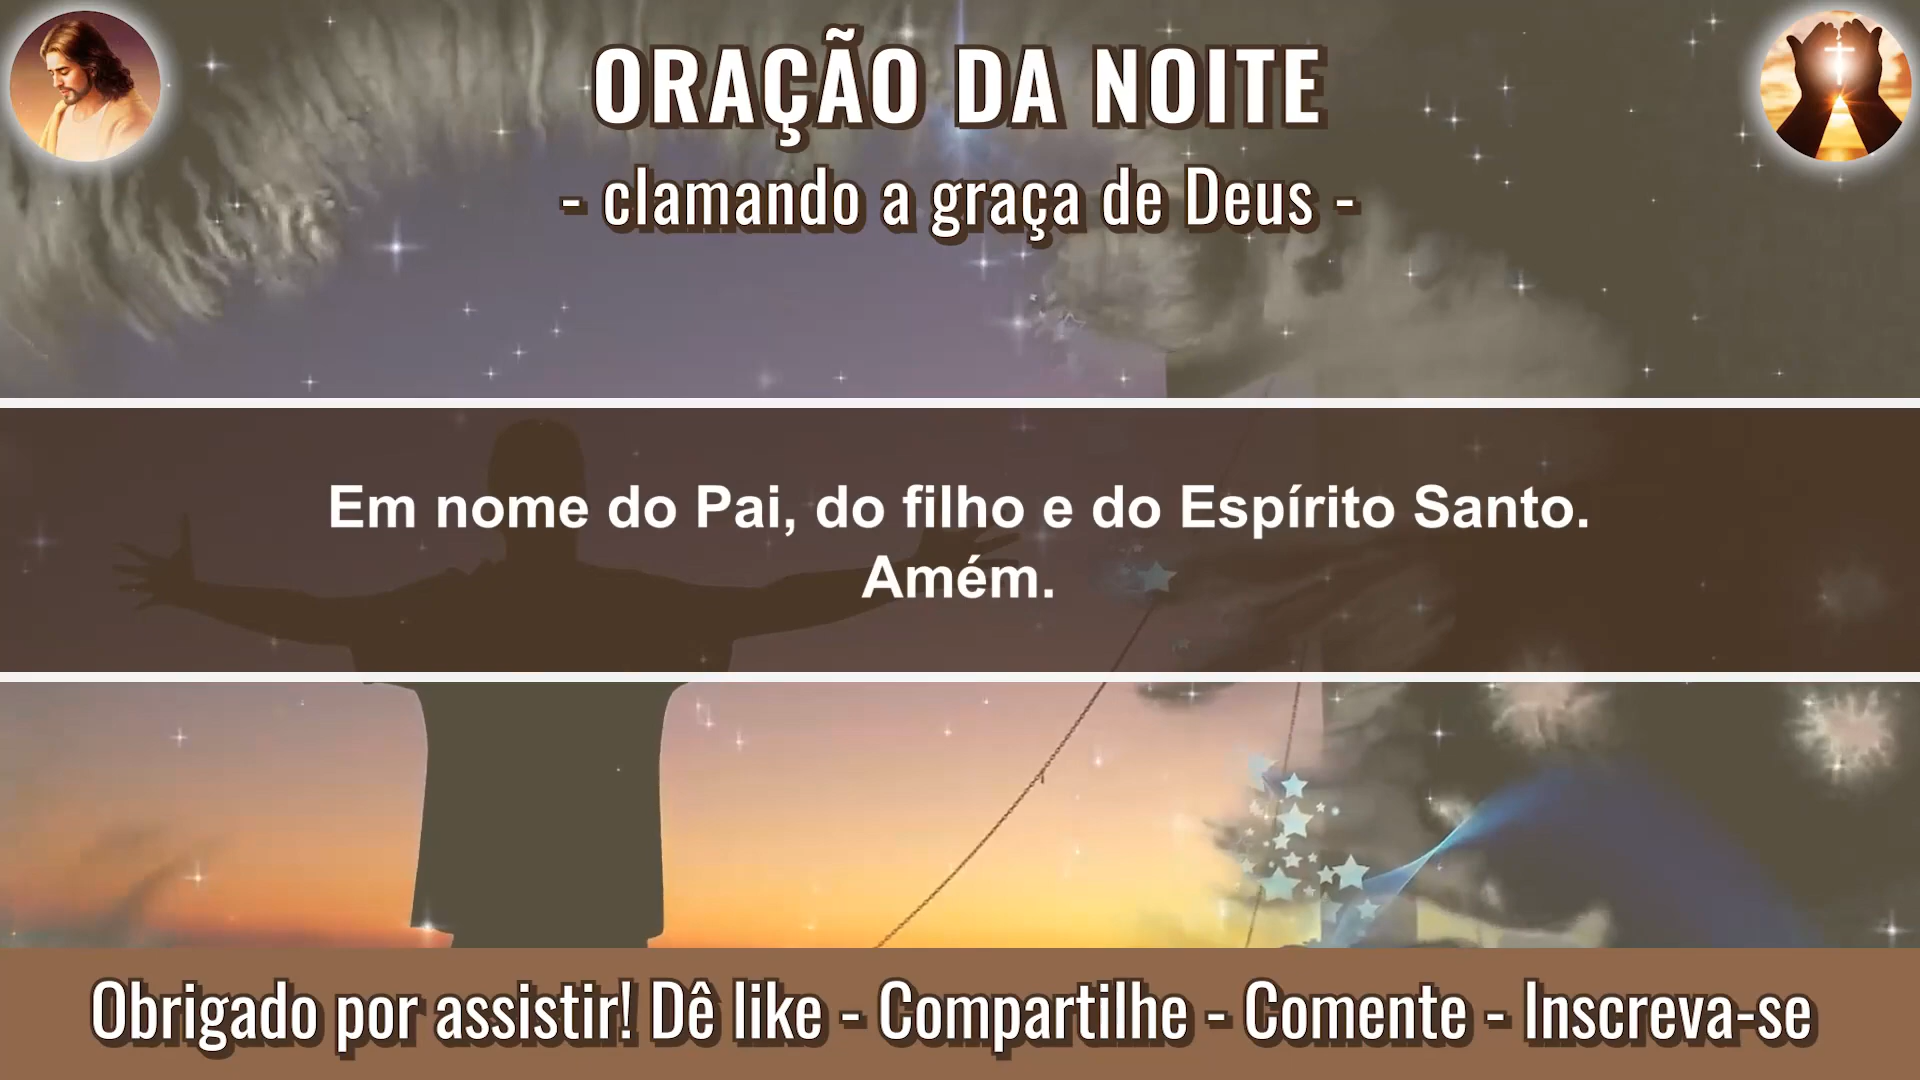 ORAÇÃO DA NOITE
- clamando a graça de Deus -
Em nome do Pai, do filho e do Espírito Santo.
Amém.
Obrigado por assistir! Dê like - Compartilhe - Comente - Inscreva-se